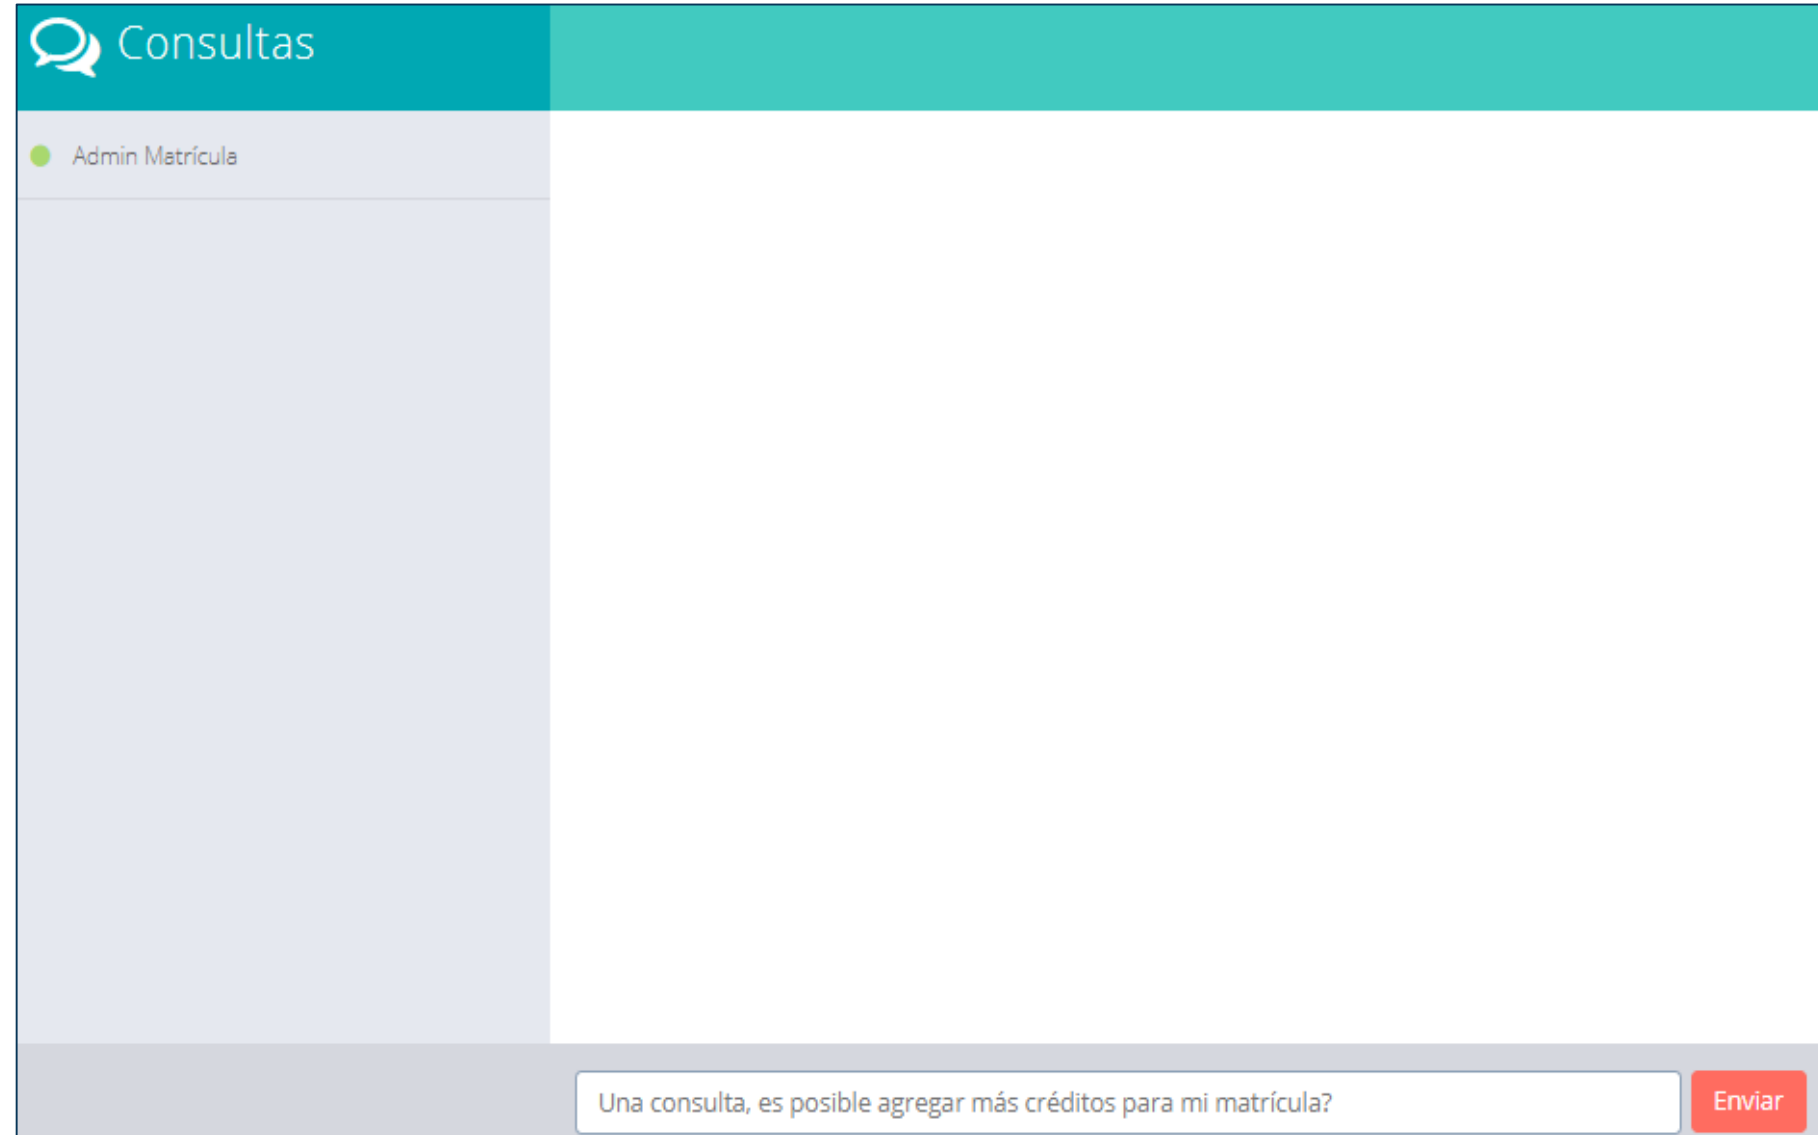 Consultas
Admin Matrícula
Una consulta, es posible agregar más créditos para mi matrícula?
Enviar